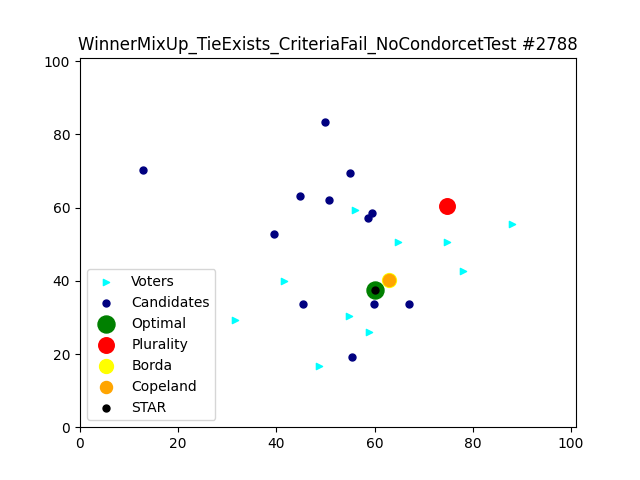 WinnerMixUp_TieExists_CriteriaFail_NoCondorcetTest #2788
100
80
60
40
20
0
Voters
Candidates
Optimal
Plurality
Borda
Copeland
STAR
0 20 40 60 80 100